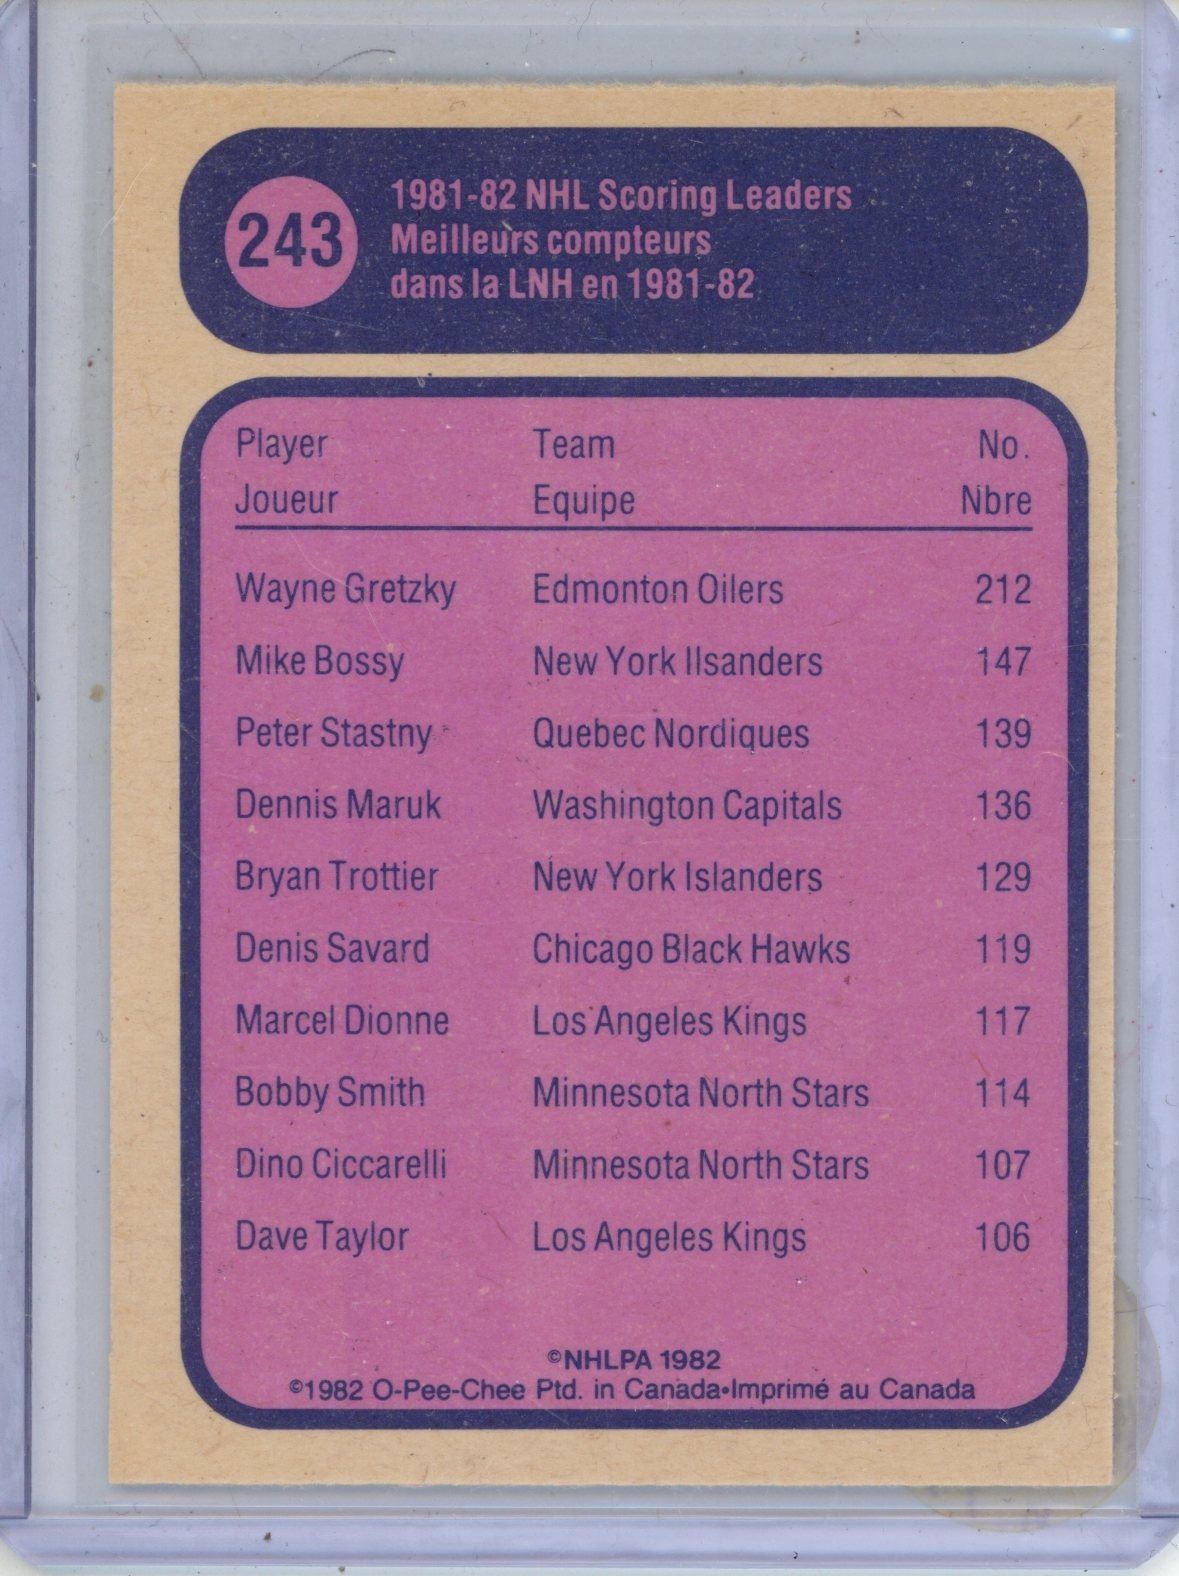 243
1981-82 NHL Scoring Leaders
Meilleurs compteurs
dans la LNH en 1981-82
Player Team No.
Joueur Equipe Nbre
Wayne Gretzky Edmonton Oilers 212
Mike Bossy New York Ilsanders 147
Peter Stastny Quebec Nordiques 139
Dennis Maruk Washington Capitals 136
Bryan Trottier New York Islanders 129
Denis Savard Chicago Black Hawks 119
Marcel Dionne Los Angeles Kings 117
Bobby Smith Minnesota North Stars 114
Dino Ciccarelli Minnesota North Stars 107
Dave Taylor Los Angeles Kings 106
©NHLPA 1982
©1982 O-Pee-Chee Ptd. in Canada•Imprimé au Canada